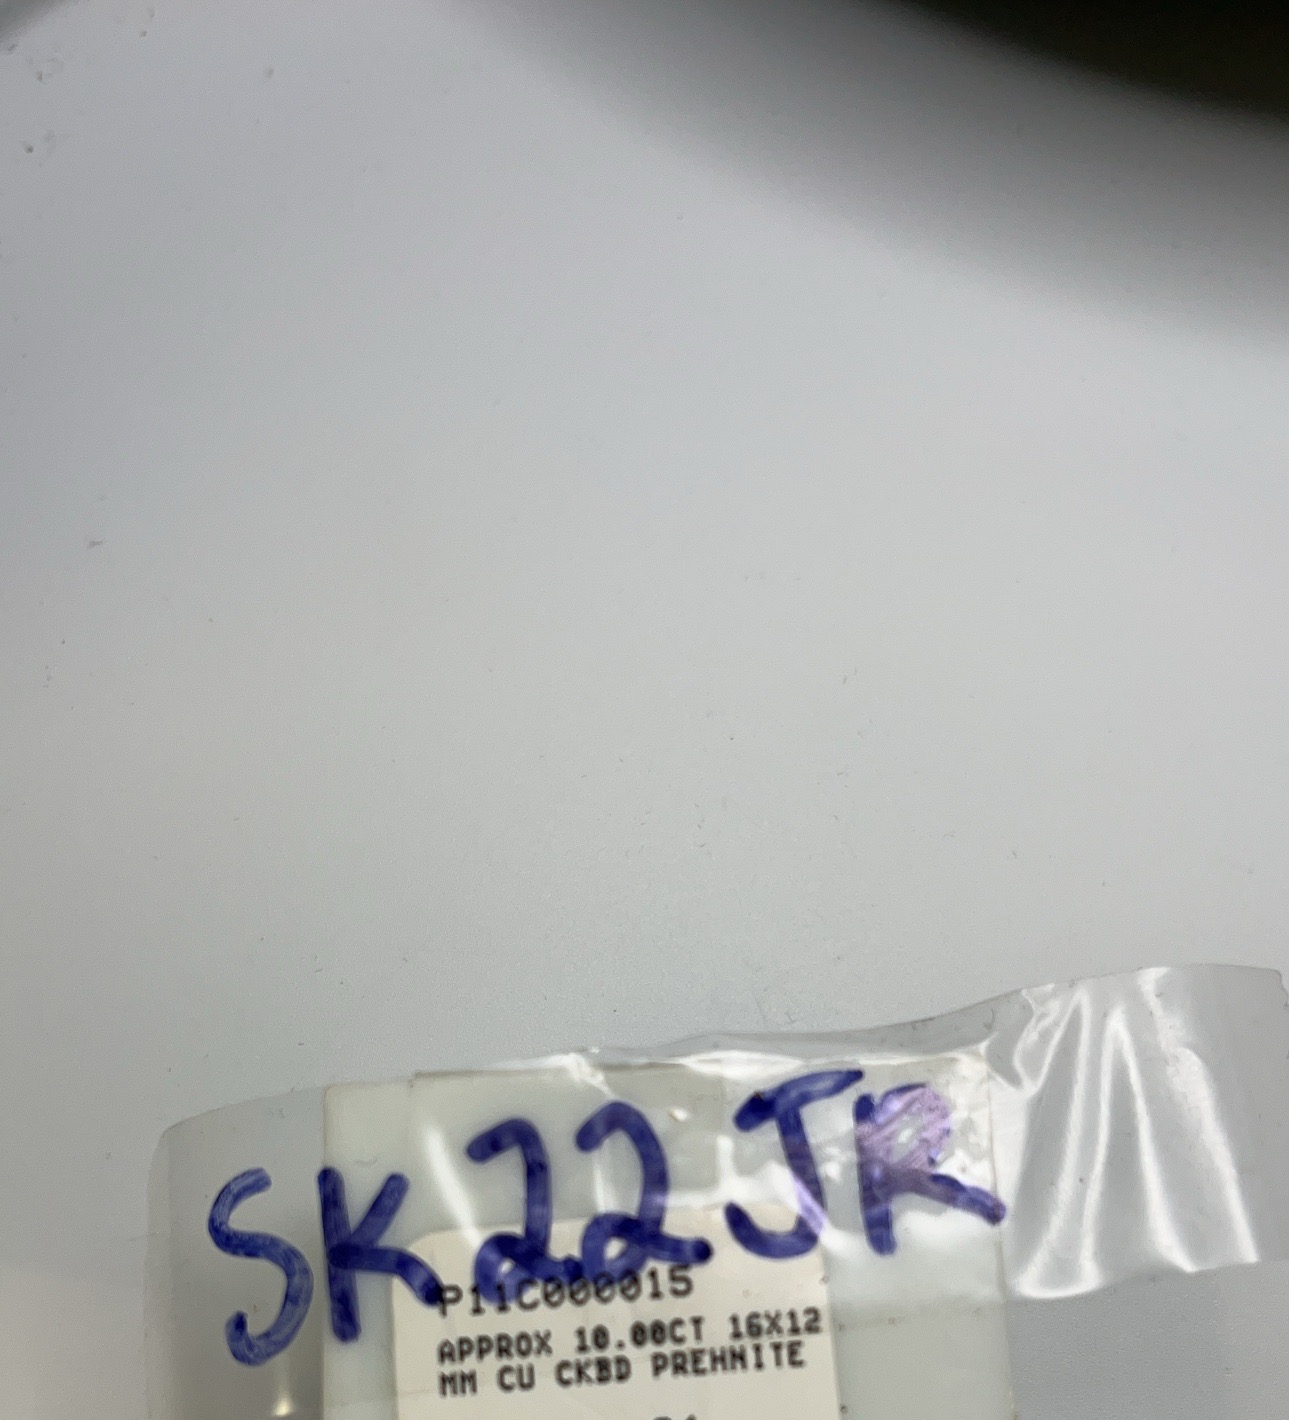 SK22JR
P11C000015
APPROX 10.00CT 16X12
MM CU CKBD PREHNITE